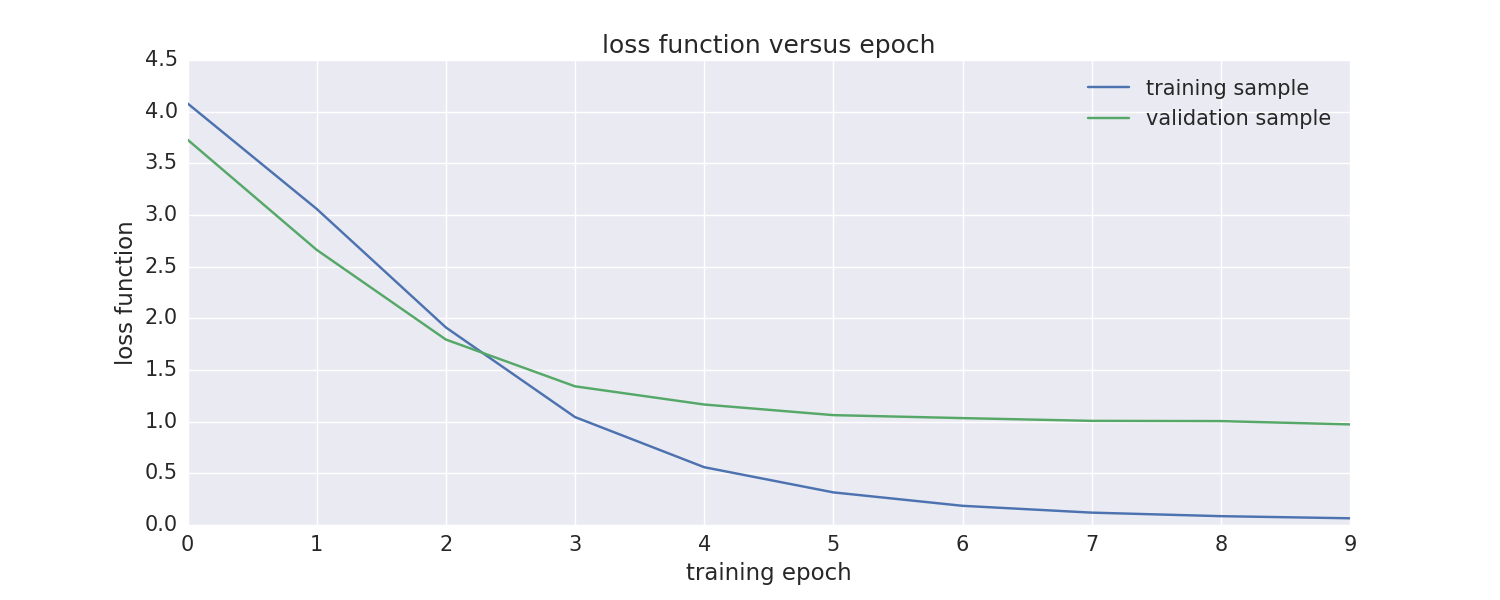 loss function versus epoch
training sample
validation sample
loss function
4.5
4.0
3.5
3.0
2.5
2.0
1.5
1.0
0.5
0.0
0 1 2 3 4 5 6 7 8 9
training epoch